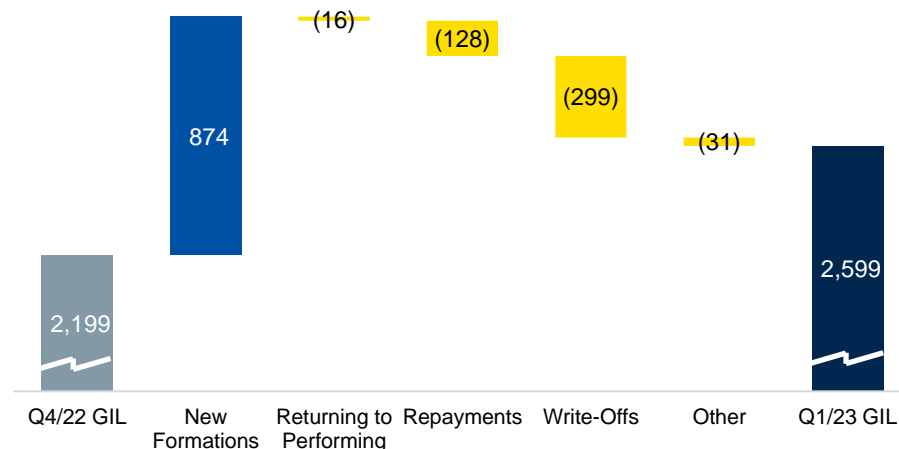 (16)
(128)
(299)
874
(31)
2,599
2,199
Q4/22 GIL
New
Formations
Returning to
Performing
Repayments
Write-Offs
Other
Q1/23 GIL